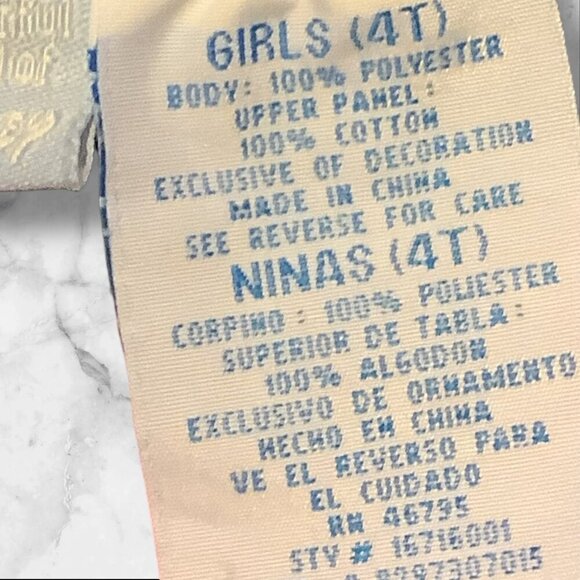 GIRLS (4T)
BODY: 100% POLYESTER
UPPER PANEL:
100% COTTON
EXCLUSIVE OF DECORATION
MADE IN CHINA
SEE REVERSE FOR CARE
NINAS (4T)
CORPINO: 100% POLIESTER
SUPERIOR DE TABLA:
100% ALGODON
EXCLUSIVO DE ORNAMENTO
HECHO EN CHINA
VE EL REVERSO PARA
EL CUIDADO
RN 46795
STY # 16716001